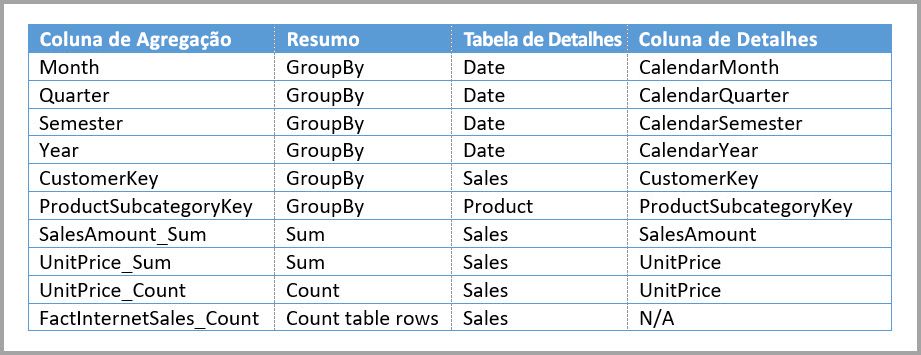 Coluna de Agregação Resumo Tabela de Detalhes Coluna de Detalhes
Month GroupBy Date CalendarMonth
Quarter GroupBy Date CalendarQuarter
Semester GroupBy Date CalendarSemester
Year GroupBy Date CalendarYear
CustomerKey GroupBy Sales CustomerKey
ProductSubcategoryKey GroupBy Product ProductSubcategoryKey
SalesAmount_Sum Sum Sales SalesAmount
UnitPrice_Sum Sum Sales UnitPrice
UnitPrice_Count Count Sales UnitPrice
FactInternetSales_Count Count table rows Sales N/A